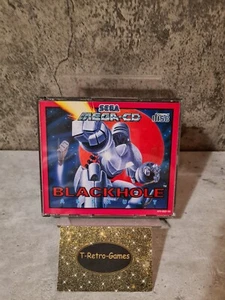 SEGA
MEGA-CD
BLACKHOLE
T-Retro-Games